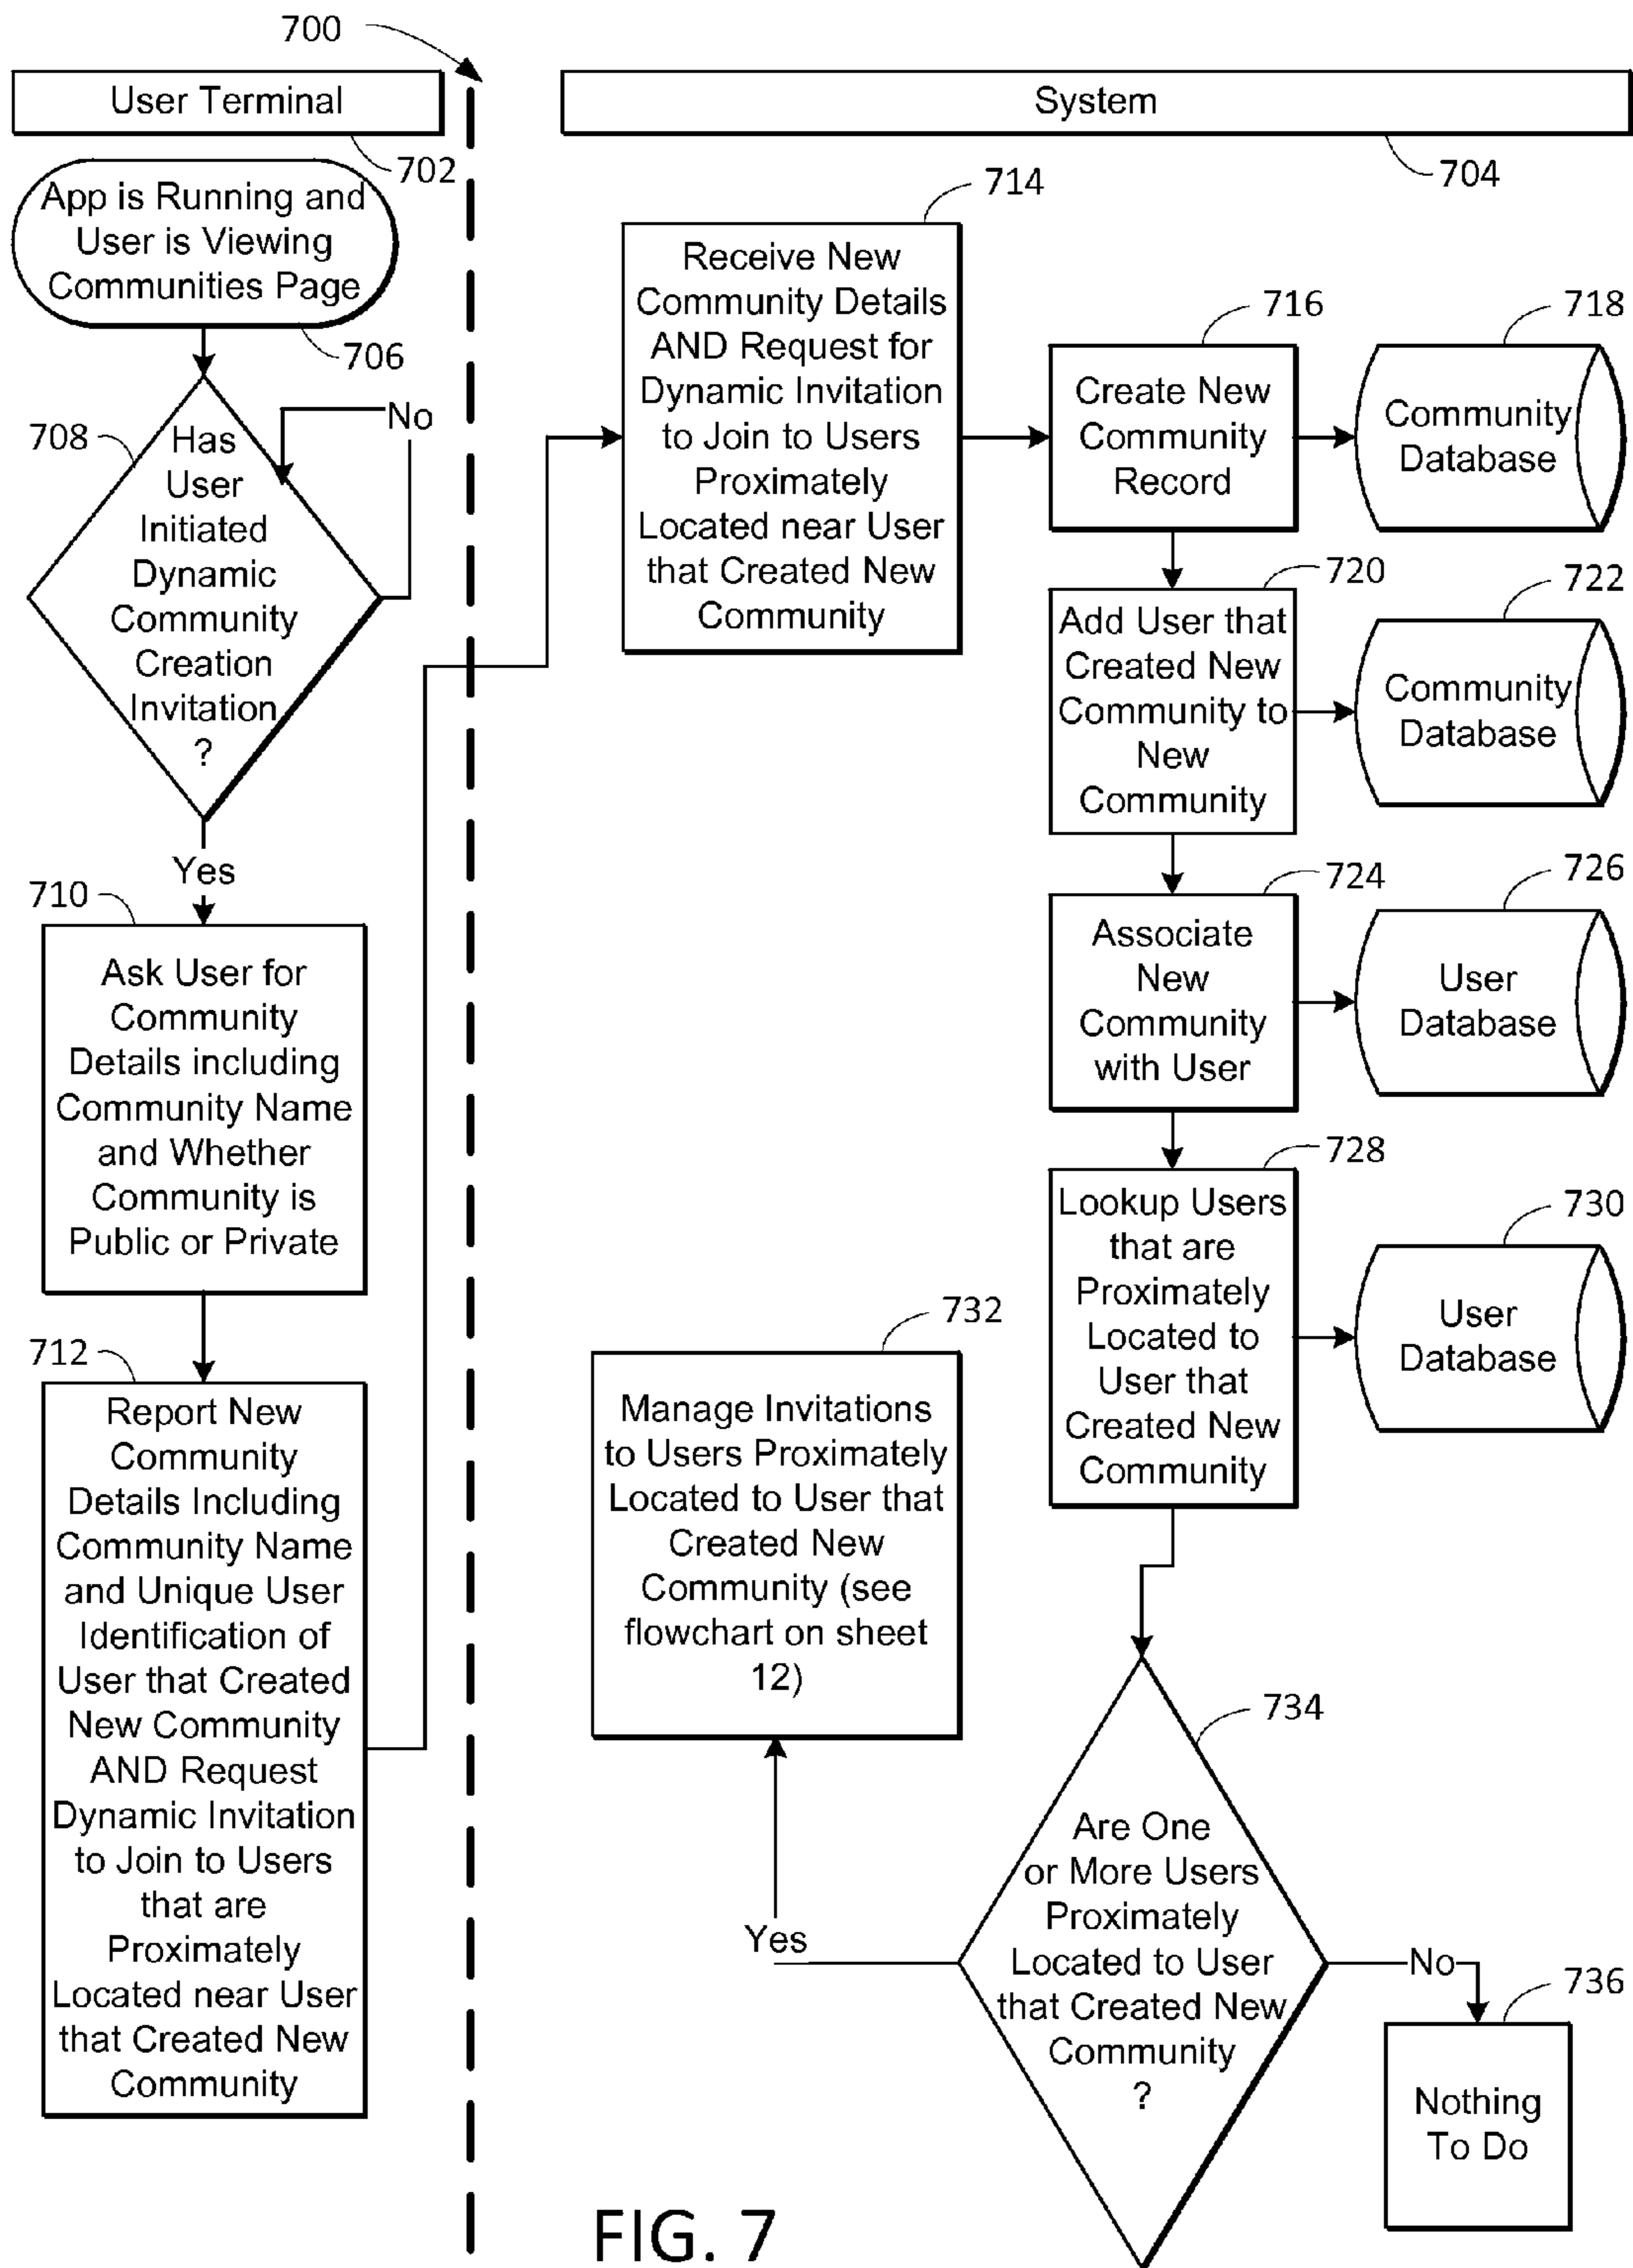 700
User Terminal
System
702
704
App is Running and
User is Viewing
Communities Page
706
708
Has
User
Initiated
Dynamic
Community
Creation
Invitation
?
No
Yes
710
Ask User for
Community
Details including
Community Name
and Whether
Community is
Public or Private
712
Report New
Community
Details Including
Community Name
and Unique User
Identification of
User that Created
New Community
AND Request
Dynamic Invitation
to Join to Users
that are
Proximately
Located near User
that Created New
Community
714
Receive New
Community Details
AND Request for
Dynamic Invitation
to Join to Users
Proximately
Located near User
that Created New
Community
716
Create New
Community
Record
718
Community
Database
720
Add User that
Created New
Community to
New
Community
722
Community
Database
724
Associate
New
Community
with User
726
User
Database
728
Lookup Users
that are
Proximately
Located to
User that
Created New
Community
730
User
Database
732
Manage Invitations
to Users Proximately
Located to User that
Created New
Community (see
flowchart on sheet
12)
734
Are One
or More Users
Proximately
Located to User
that Created New
Community
?
Yes
No
736
Nothing
To Do
FIG. 7